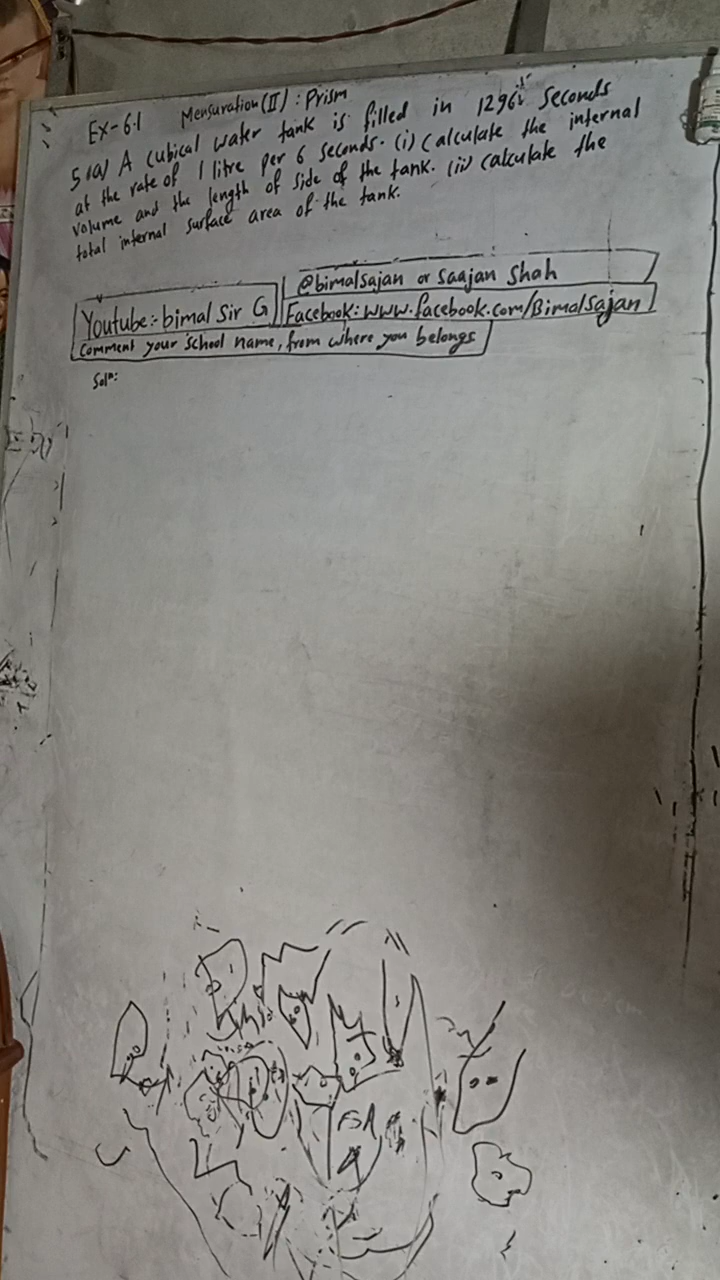 Ex-6.1 Mensuration(II): Prism
5.(a) A cubical water tank is filled in 1296 seconds
at the rate of 1 litre per 6 seconds. (i) Calculate the internal
volume and the length of side of the tank. (ii) calculate the
total internal surface area of the tank.
@bimalsajan or Saajan Shah
Youtube:- bimal Sir G
Facebook: www.facebook.com/BimalSajan
Comment your school name, from where you belongs
Solⁿ: